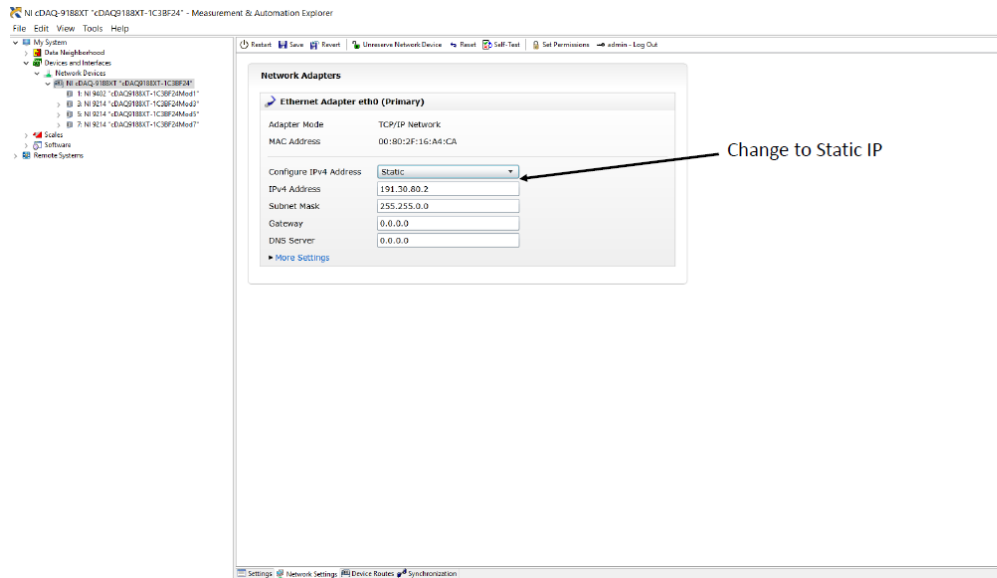 NI cDAQ-9188XT "cDAQ9188XT-1C3BF24" - Measurement & Automation Explorer
File Edit View Tools Help
My System
Data Neighborhood
Devices and Interfaces
Network Devices
NI cDAQ-9188XT "cDAQ9188XT-1C3BF24"
1: NI 9402 "cDAQ9188XT-1C3BF24Mod1"
3: NI 9214 "cDAQ9188XT-1C3BF24Mod3"
5: NI 9214 "cDAQ9188XT-1C3BF24Mod5"
7: NI 9214 "cDAQ9188XT-1C3BF24Mod7"
Scales
Software
Remote Systems
Restart Save Revert Unreserve Network Device Reset Self-Test Set Permissions admin - Log Out
Network Adapters
Ethernet Adapter eth0 (Primary)
Adapter Mode TCP/IP Network
MAC Address 00:80:2F:16:A4:CA
Configure IPv4 Address Static
IPv4 Address 191.30.80.2
Subnet Mask 255.255.0.0
Gateway 0.0.0.0
DNS Server 0.0.0.0
More Settings
Change to Static IP
Settings Network Settings Device Routes Synchronization